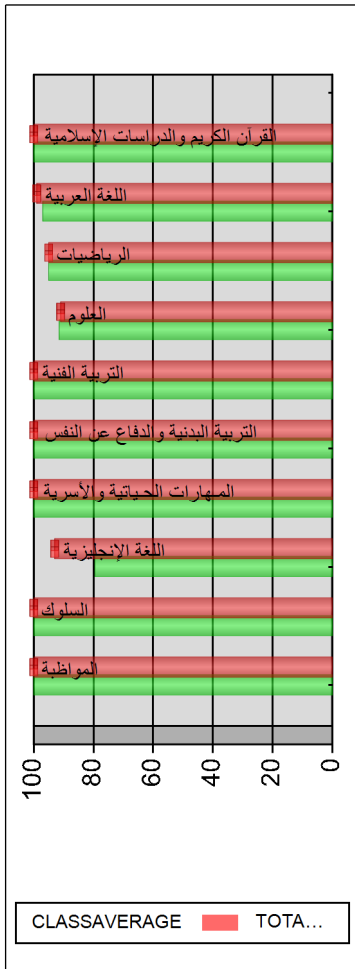 القرآن الكريم والدراسات الإسلامية
اللغة العربية
الرياضيات
العلوم
التربية الفنية
التربية البدنية والدفاع عن النفس
المهارات الحياتية والأسرية
اللغة الإنجليزية
السلوك
المواظبة
100 80 60 40 20 0
CLASSAVERAGE TOTA...